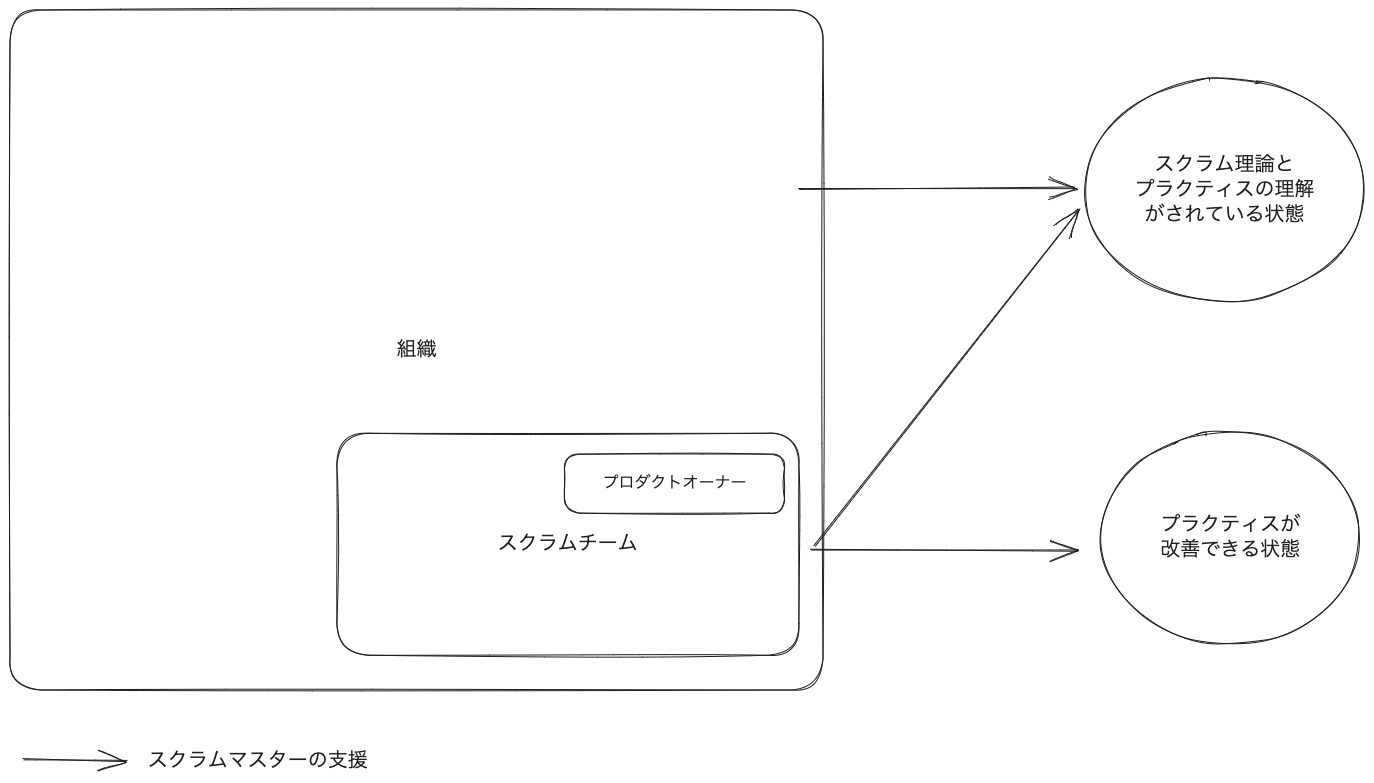 スクラム理論と
プラクティスの理解
がされている状態
組織
プロダクトオーナー
スクラムチーム
プラクティスが
改善できる状態
スクラムマスターの支援